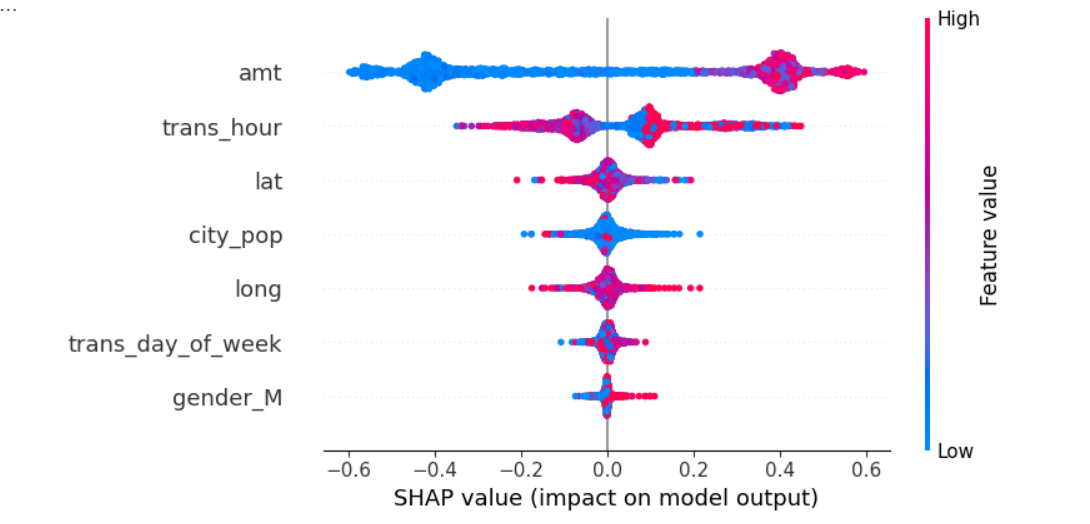 ...
High
amt
trans_hour
lat
city_pop
long
trans_day_of_week
gender_M
Feature value
Low
−0.6 −0.4 −0.2 0.0 0.2 0.4 0.6
SHAP value (impact on model output)